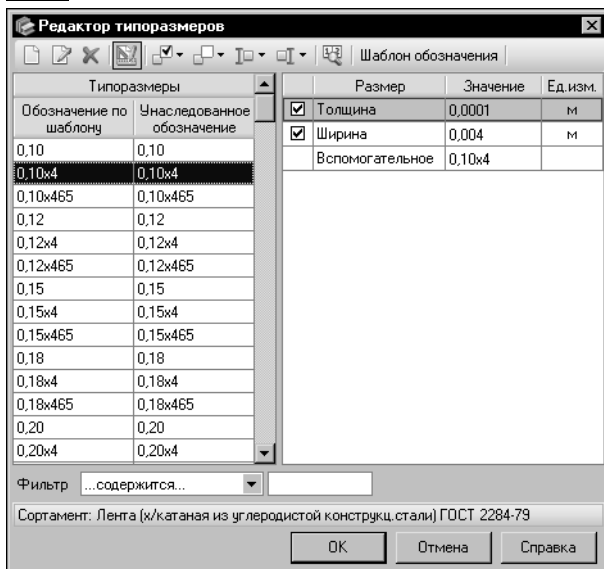 Редактор типоразмеров
Шаблон обозначения
Типоразмеры
Обозначение по шаблону Унаследованное обозначение
0,10 0,10
0,10х4 0,10х4
0,10х465 0,10х465
0,12 0,12
0,12х4 0,12х4
0,12х465 0,12х465
0,15 0,15
0,15х4 0,15х4
0,15х465 0,15х465
0,18 0,18
0,18х4 0,18х4
0,18х465 0,18х465
0,20 0,20
0,20х4 0,20х4
Размер Значение Ед.изм.
Толщина 0,0001 м
Ширина 0,004 м
Вспомогательное 0,10х4
Фильтр ...содержится...
Сортамент: Лента (х/катаная из углеродистой конструкц.стали) ГОСТ 2284-79
OK Отмена Справка